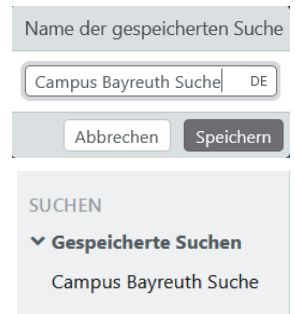 Name der gespeicherten Suche
Campus Bayreuth Suche DE
Abbrechen Speichern
SUCHEN
Gespeicherte Suchen
Campus Bayreuth Suche